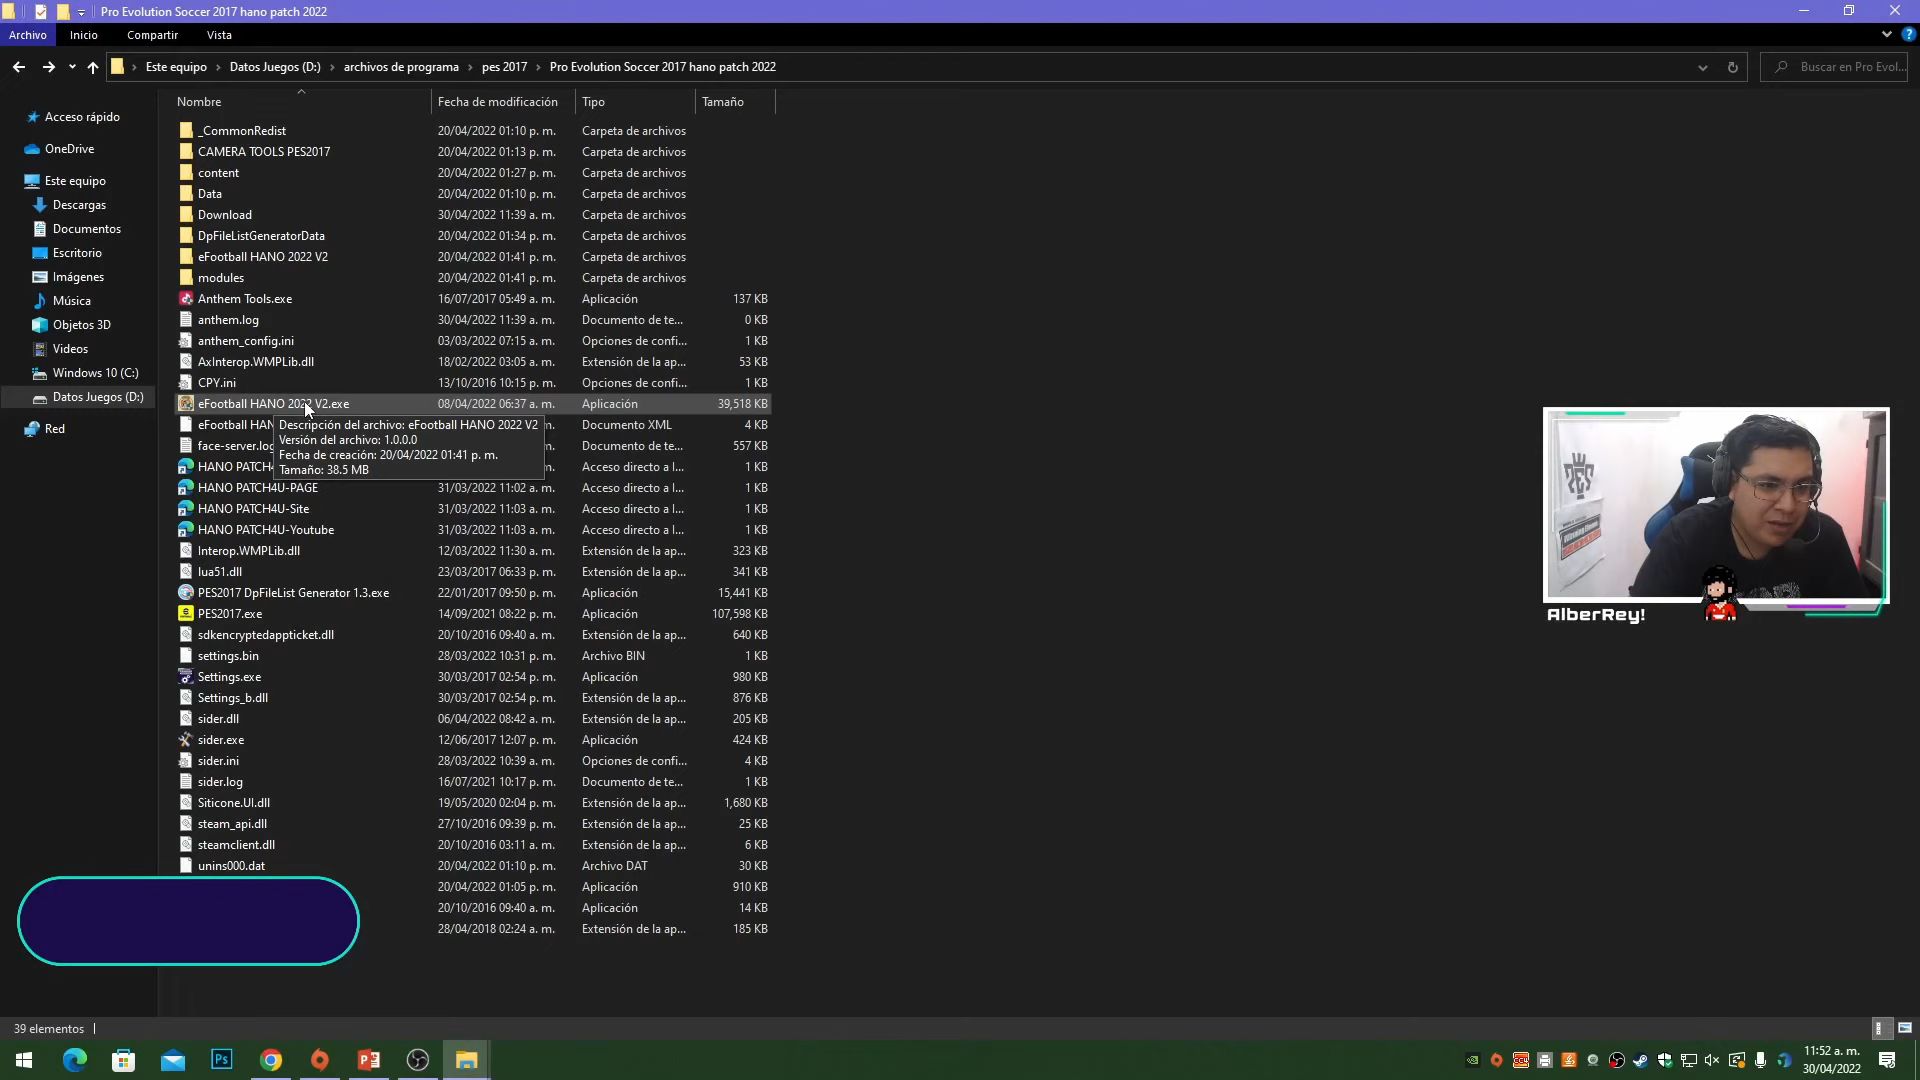 Pro Evolution Soccer 2017 hano patch 2022
Archivo Inicio Compartir Vista
Este equipo Datos Juegos (D:) archivos de programa pes 2017 Pro Evolution Soccer 2017 hano patch 2022 Buscar en Pro Evol...
Acceso rápido
OneDrive
Este equipo
Descargas
Documentos
Escritorio
Imágenes
Música
Objetos 3D
Videos
Windows 10 (C:)
Datos Juegos (D:)
Red
Nombre Fecha de modificación Tipo Tamaño
_CommonRedist 20/04/2022 01:10 p. m. Carpeta de archivos
CAMERA TOOLS PES2017 20/04/2022 01:13 p. m. Carpeta de archivos
content 20/04/2022 01:27 p. m. Carpeta de archivos
Data 20/04/2022 01:10 p. m. Carpeta de archivos
Download 30/04/2022 11:39 a. m. Carpeta de archivos
DpFileListGeneratorData 20/04/2022 01:34 p. m. Carpeta de archivos
eFootball HANO 2022 V2 20/04/2022 01:41 p. m. Carpeta de archivos
modules 20/04/2022 01:41 p. m. Carpeta de archivos
Anthem Tools.exe 16/07/2017 05:49 a. m. Aplicación 137 KB
anthem.log 30/04/2022 11:39 a. m. Documento de te... 0 KB
anthem_config.ini 03/03/2022 07:15 a. m. Opciones de confi... 1 KB
AxInterop.WMPLib.dll 18/02/2022 03:05 a. m. Extensión de la ap... 53 KB
CPY.ini 13/10/2016 10:15 p. m. Opciones de confi... 1 KB
eFootball HANO 2022 V2.exe 08/04/2022 06:37 a. m. Aplicación 39,518 KB
eFootball HAN m. Documento XML 4 KB
face-server.log m. Documento de te... 557 KB
HANO PATCH4 m. Acceso directo a I... 1 KB
Descripción del archivo: eFootball HANO 2022 V2
Versión del archivo: 1.0.0.0
Fecha de creación: 20/04/2022 01:41 p. m.
Tamaño: 38.5 MB
HANO PATCH4U-PAGE 31/03/2022 11:02 a. m. Acceso directo a I... 1 KB
HANO PATCH4U-Site 31/03/2022 11:03 a. m. Acceso directo a I... 1 KB
HANO PATCH4U-Youtube 31/03/2022 11:03 a. m. Acceso directo a I... 1 KB
Interop.WMPLib.dll 12/03/2022 11:30 a. m. Extensión de la ap... 323 KB
lua51.dll 23/03/2017 06:33 p. m. Extensión de la ap... 341 KB
PES2017 DpFileList Generator 1.3.exe 22/01/2017 09:50 p. m. Aplicación 15,441 KB
PES2017.exe 14/09/2021 08:22 p. m. Aplicación 107,598 KB
sdkencryptedappticket.dll 20/10/2016 09:40 a. m. Extensión de la ap... 640 KB
settings.bin 28/03/2022 10:31 p. m. Archivo BIN 1 KB
Settings.exe 30/03/2017 02:54 p. m. Aplicación 980 KB
Settings_b.dll 30/03/2017 02:54 p. m. Extensión de la ap... 876 KB
sider.dll 06/04/2022 08:42 a. m. Extensión de la ap... 205 KB
sider.exe 12/06/2017 12:07 p. m. Aplicación 424 KB
sider.ini 28/03/2022 10:39 a. m. Opciones de confi... 4 KB
sider.log 16/07/2021 10:17 p. m. Documento de te... 1 KB
Siticone.UI.dll 19/05/2020 02:04 p. m. Extensión de la ap... 1,680 KB
steam_api.dll 27/10/2016 09:39 p. m. Extensión de la ap... 25 KB
steamclient.dll 20/10/2016 03:11 a. m. Extensión de la ap... 6 KB
unins000.dat 20/04/2022 01:10 p. m. Archivo DAT 30 KB
20/04/2022 01:05 p. m. Aplicación 910 KB
20/10/2016 09:40 a. m. Aplicación 14 KB
28/04/2018 02:24 a. m. Extensión de la ap... 185 KB
AlberRey!
39 elementos
Ps
11:52 a. m.
30/04/2022